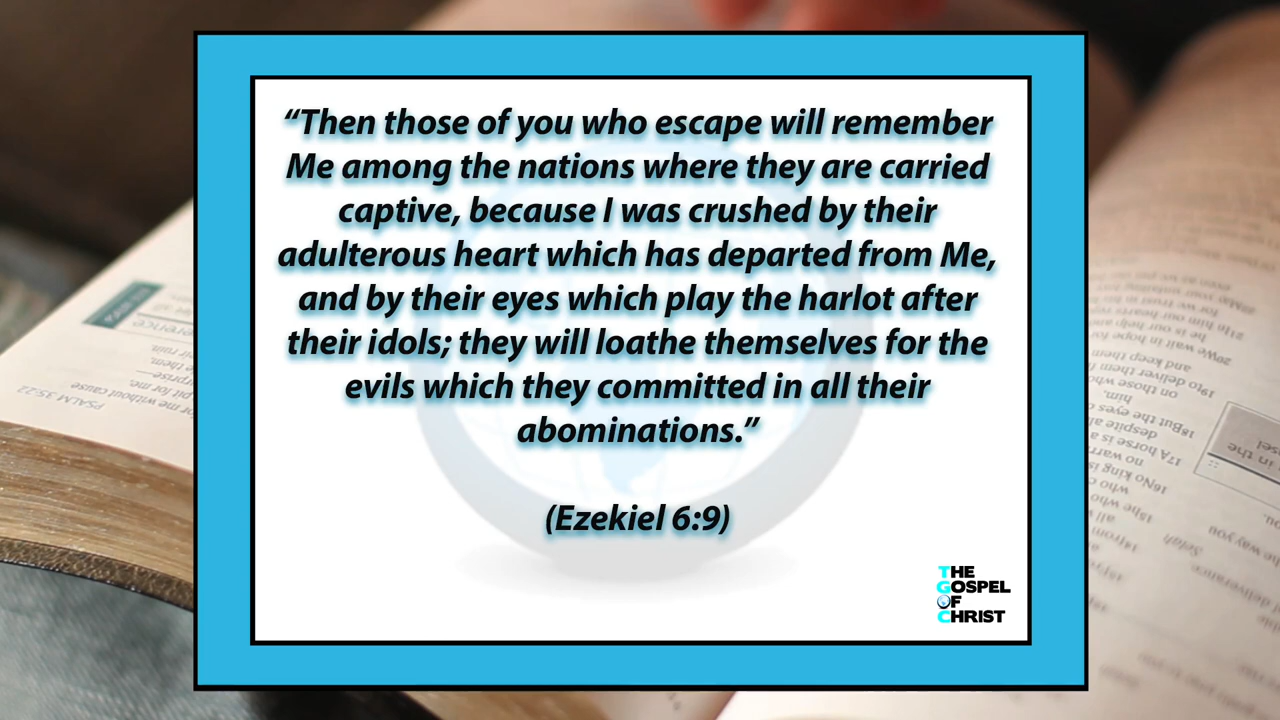 “Then those of you who escape will remember
Me among the nations where they are carried
captive, because I was crushed by their
adulterous heart which has departed from Me,
and by their eyes which play the harlot after
their idols; they will loathe themselves for the
evils which they committed in all their
abominations.”
(Ezekiel 6:9)
THE
GOSPEL
OF
CHRIST
PSALM 35:22